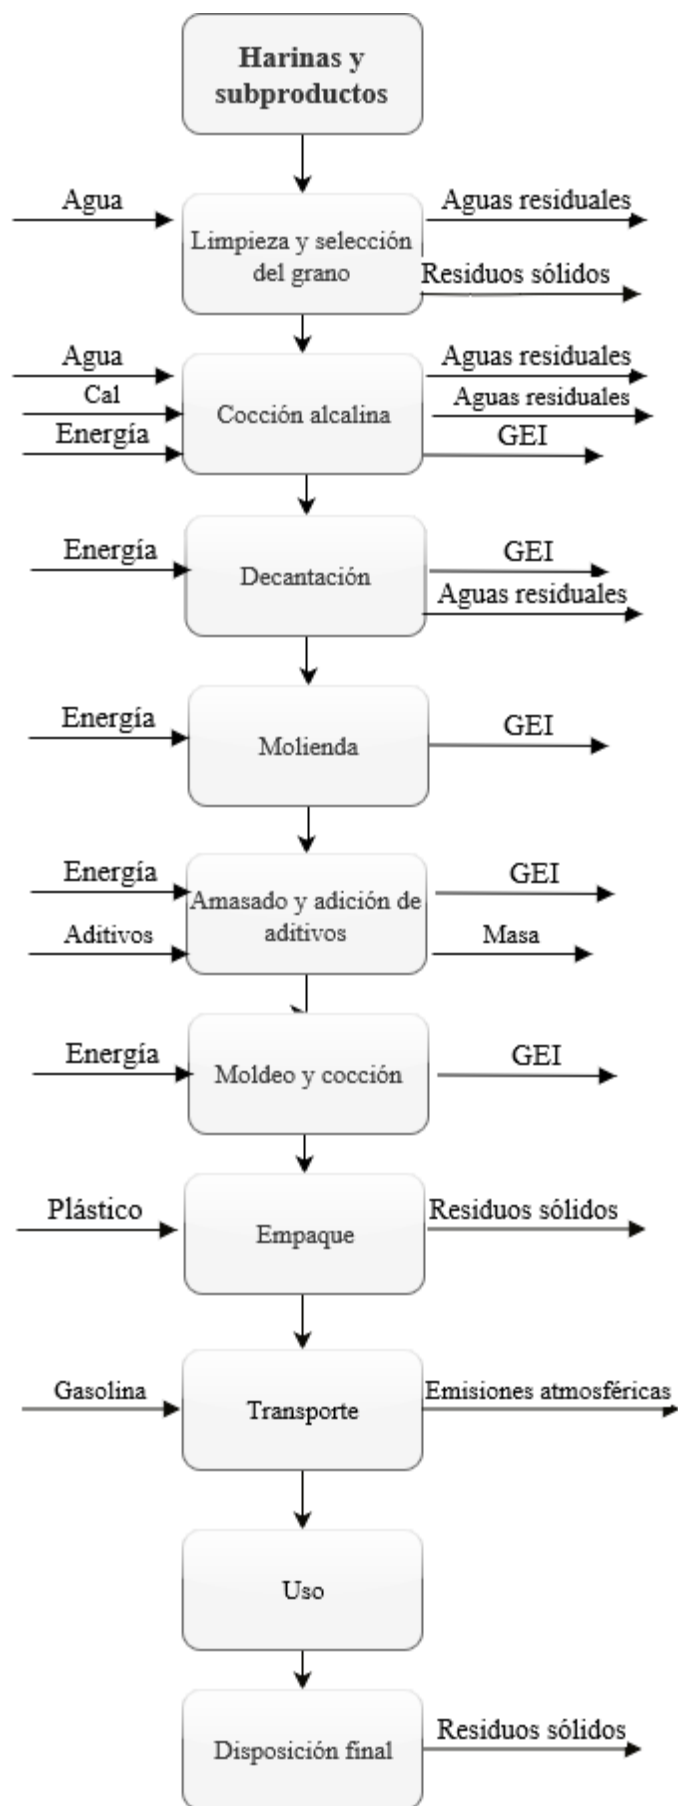 Harinas y
subproductos
Agua
Aguas residuales
Limpieza y selección
del grano
Residuos sólidos
Agua
Aguas residuales
Cal
Aguas residuales
Cocción alcalina
Energía
GEI
Energía
GEI
Decantación
Aguas residuales
Energía
GEI
Molienda
Energía
GEI
Amasado y adición de
aditivos
Aditivos
Masa
Energía
GEI
Moldeo y cocción
Plástico
Residuos sólidos
Empaque
Gasolina
Emisiones atmosféricas
Transporte
Uso
Residuos sólidos
Disposición final